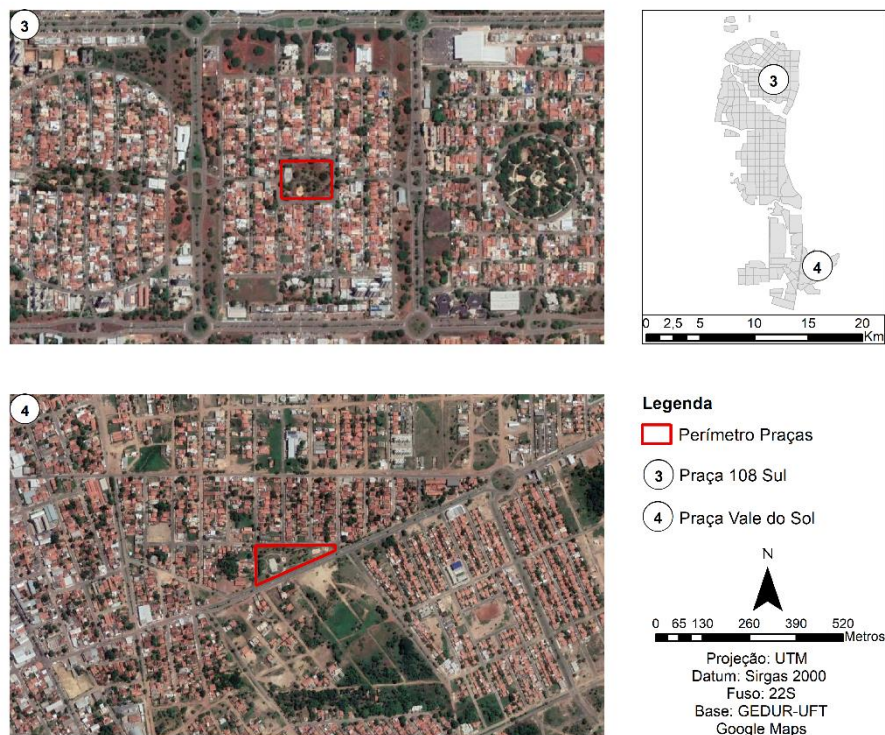 3
3
4
0 2,5 5 10 15 20
Km
4
Legenda
Perímetro Praças
3 Praça 108 Sul
4 Praça Vale do Sol
N
0 65 130 260 390 520
Metros
Projeção: UTM
Datum: Sirgas 2000
Fuso: 22S
Base: GEDUR-UFT
Google Maps